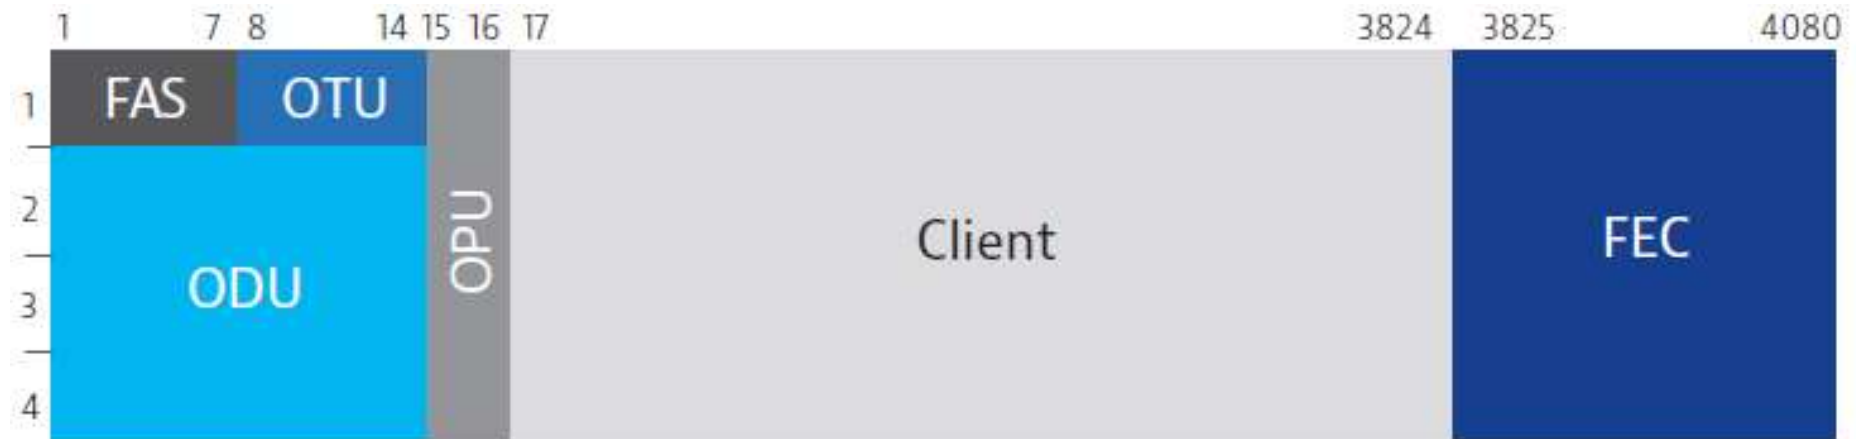 1 7 8 14 15 16 17 3824 3825 4080
1 FAS OTU
2
OPU
Client FEC
ODU
3
4